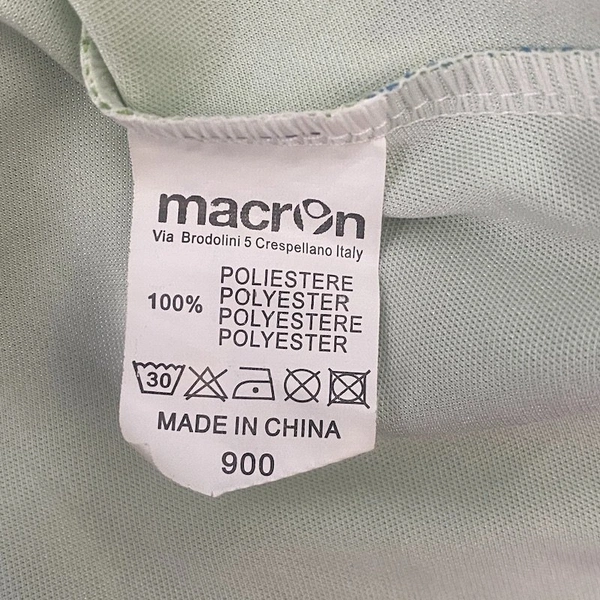 macron
Via Brodolini 5 Crespellano Italy
100%
POLIESTERE
POLYESTER
POLYESTERE
POLYESTER
30
MADE IN CHINA
900